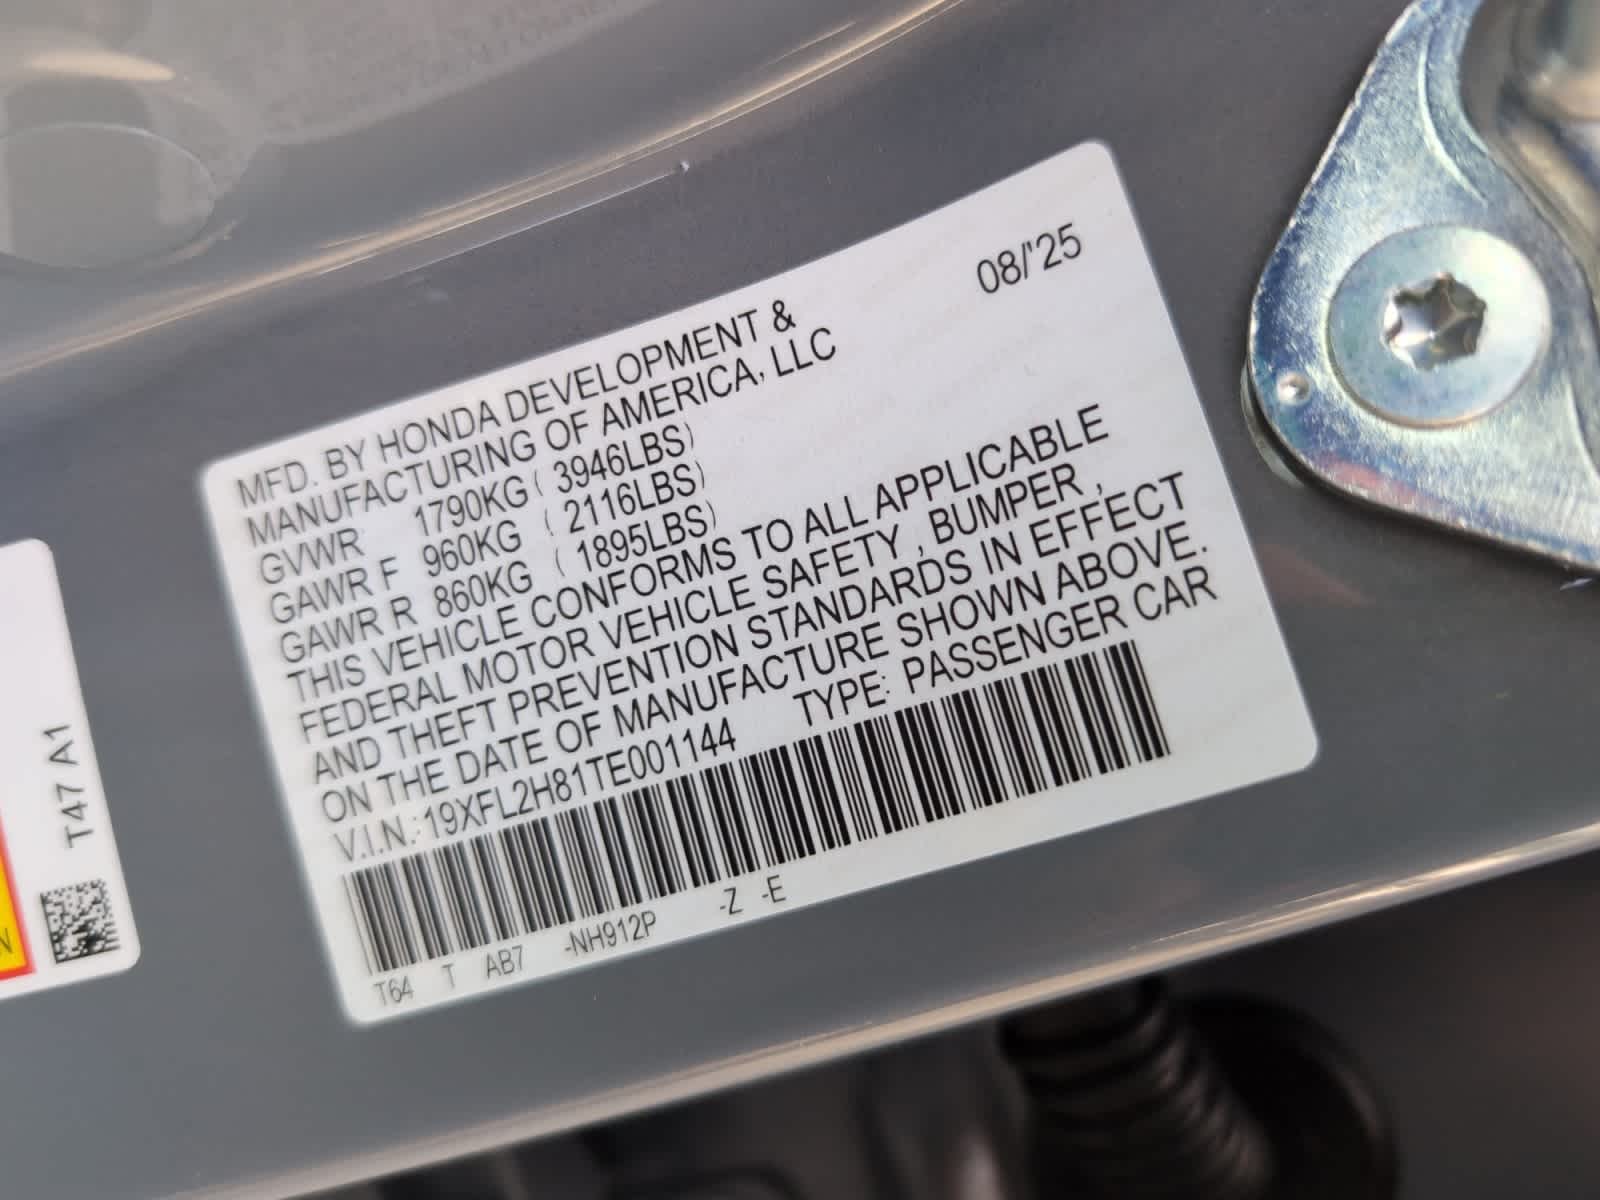 08/'25
MFD. BY HONDA DEVELOPMENT &
MANUFACTURING OF AMERICA, LLC
GVWR 1790KG ( 3946LBS)
GAWR F 960KG ( 2116LBS)
GAWR R 860KG ( 1895LBS)
THIS VEHICLE CONFORMS TO ALL APPLICABLE
FEDERAL MOTOR VEHICLE SAFETY , BUMPER ,
AND THEFT PREVENTION STANDARDS IN EFFECT
ON THE DATE OF MANUFACTURE SHOWN ABOVE.
V.I.N.:19XFL2H81TE001144 TYPE: PASSENGER CAR
T64 T AB7 -NH912P -Z -E
T47 A1